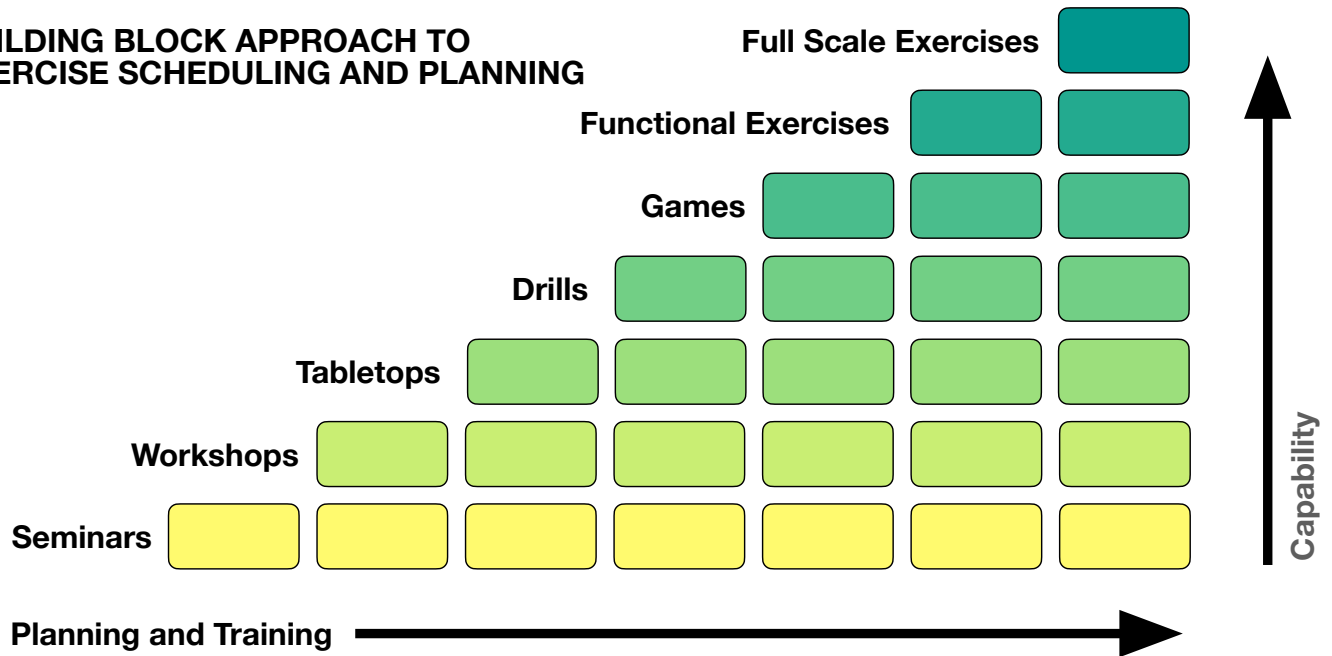 ILDING BLOCK APPROACH TO
ERCISE SCHEDULING AND PLANNING
Full Scale Exercises
Functional Exercises
Games
Drills
Tabletops
Workshops
Seminars
Capability
Planning and Training